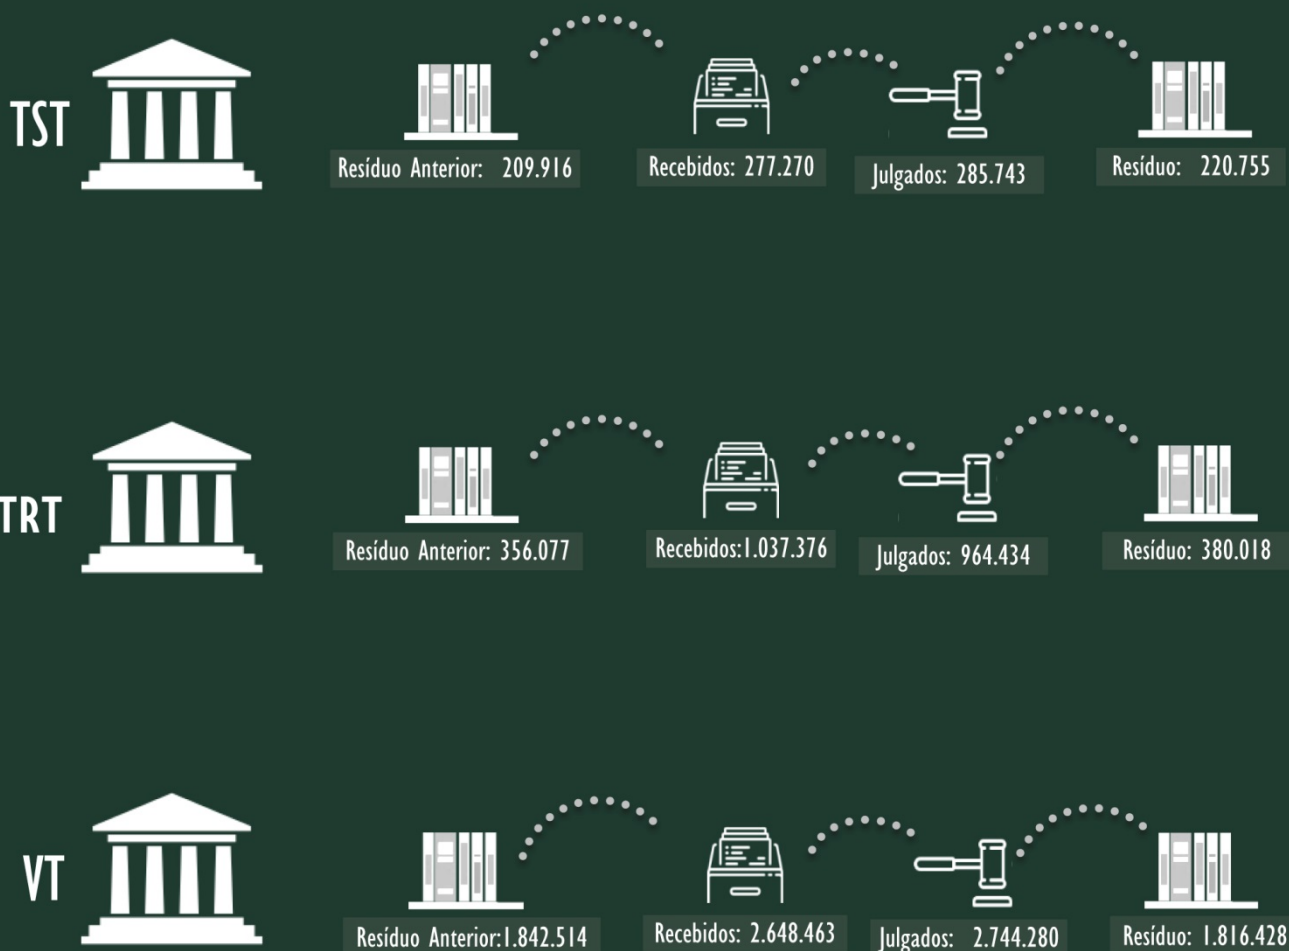 TST
Resíduo Anterior: 209.916
Recebidos: 277.270
Julgados: 285.743
Resíduo: 220.755
TRT
Resíduo Anterior: 356.077
Recebidos:1.037.376
Julgados: 964.434
Resíduo: 380.018
VT
Resíduo Anterior:1.842.514
Recebidos: 2.648.463
Julgados: 2.744.280
Resíduo: 1.816.428